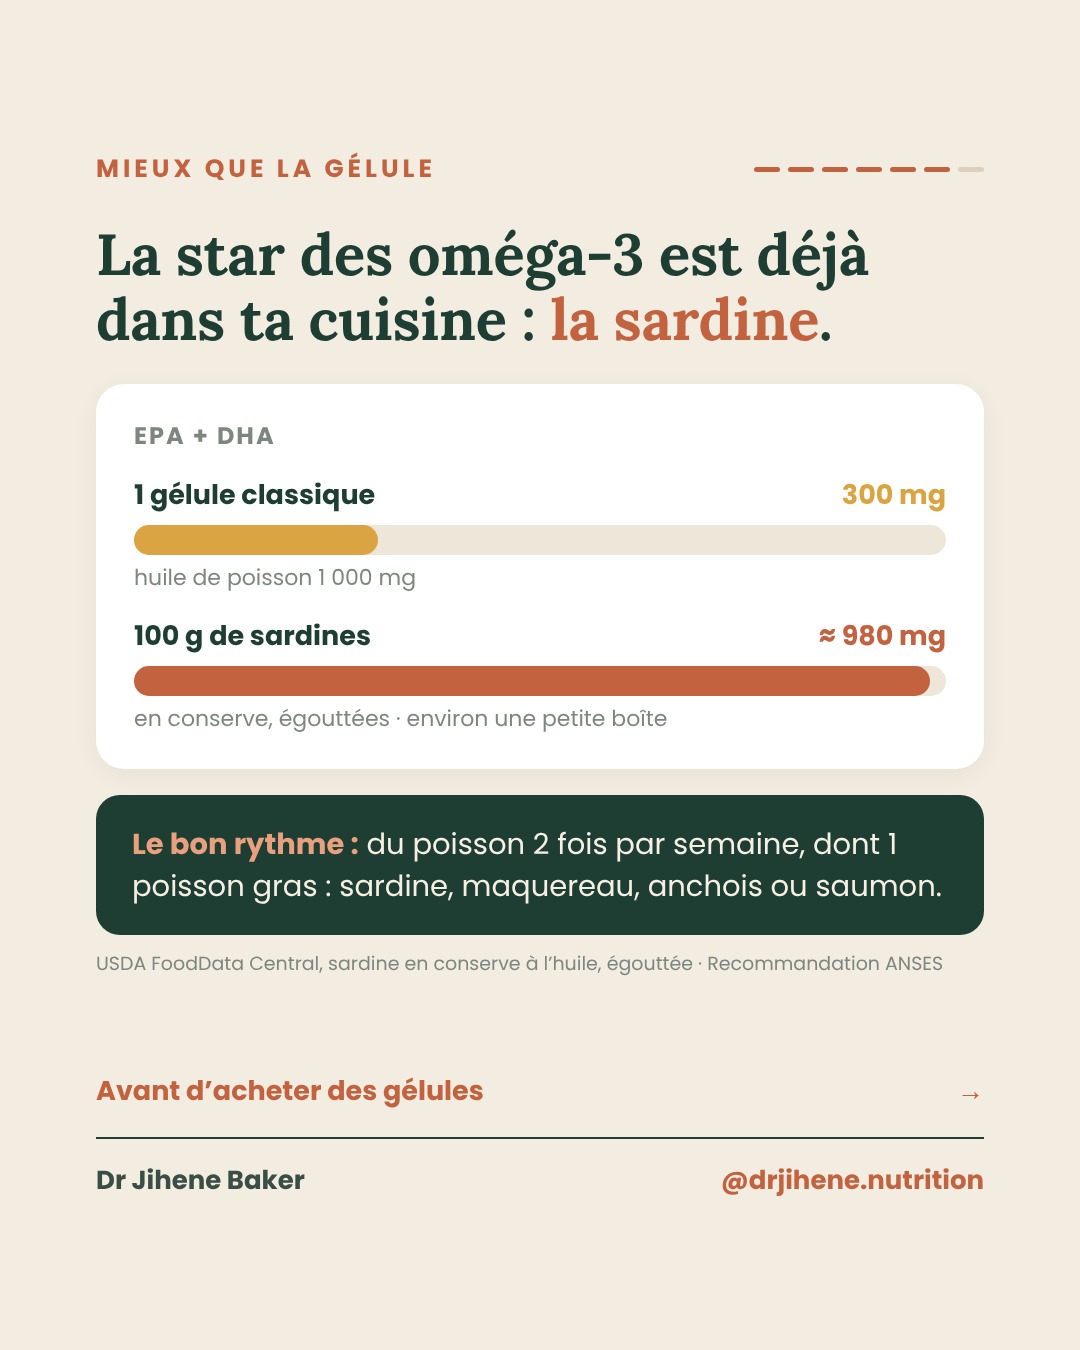 MIEUX QUE LA GÉLULE
La star des oméga-3 est déjà
dans ta cuisine : la sardine.
EPA + DHA
1 gélule classique 300 mg
huile de poisson 1 000 mg
100 g de sardines ≈ 980 mg
en conserve, égouttées · environ une petite boîte
Le bon rythme : du poisson 2 fois par semaine, dont 1
poisson gras : sardine, maquereau, anchois ou saumon.
USDA FoodData Central, sardine en conserve à l’huile, égouttée · Recommandation ANSES
Avant d’acheter des gélules →
Dr Jihene Baker @drjihene.nutrition